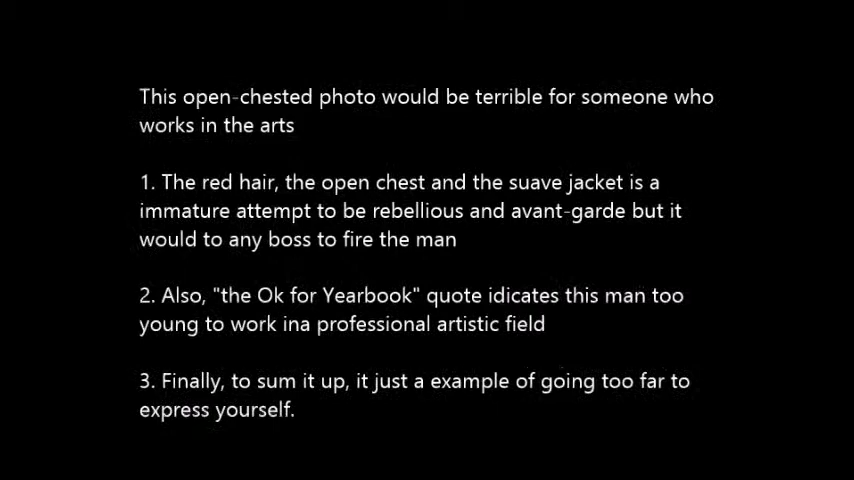 This open-chested photo would be terrible for someone who
works in the arts
1. The red hair, the open chest and the suave jacket is a
immature attempt to be rebellious and avant-garde but it
would to any boss to fire the man
2. Also, "the Ok for Yearbook" quote idicates this man too
young to work ina professional artistic field
3. Finally, to sum it up, it just a example of going too far to
express yourself.